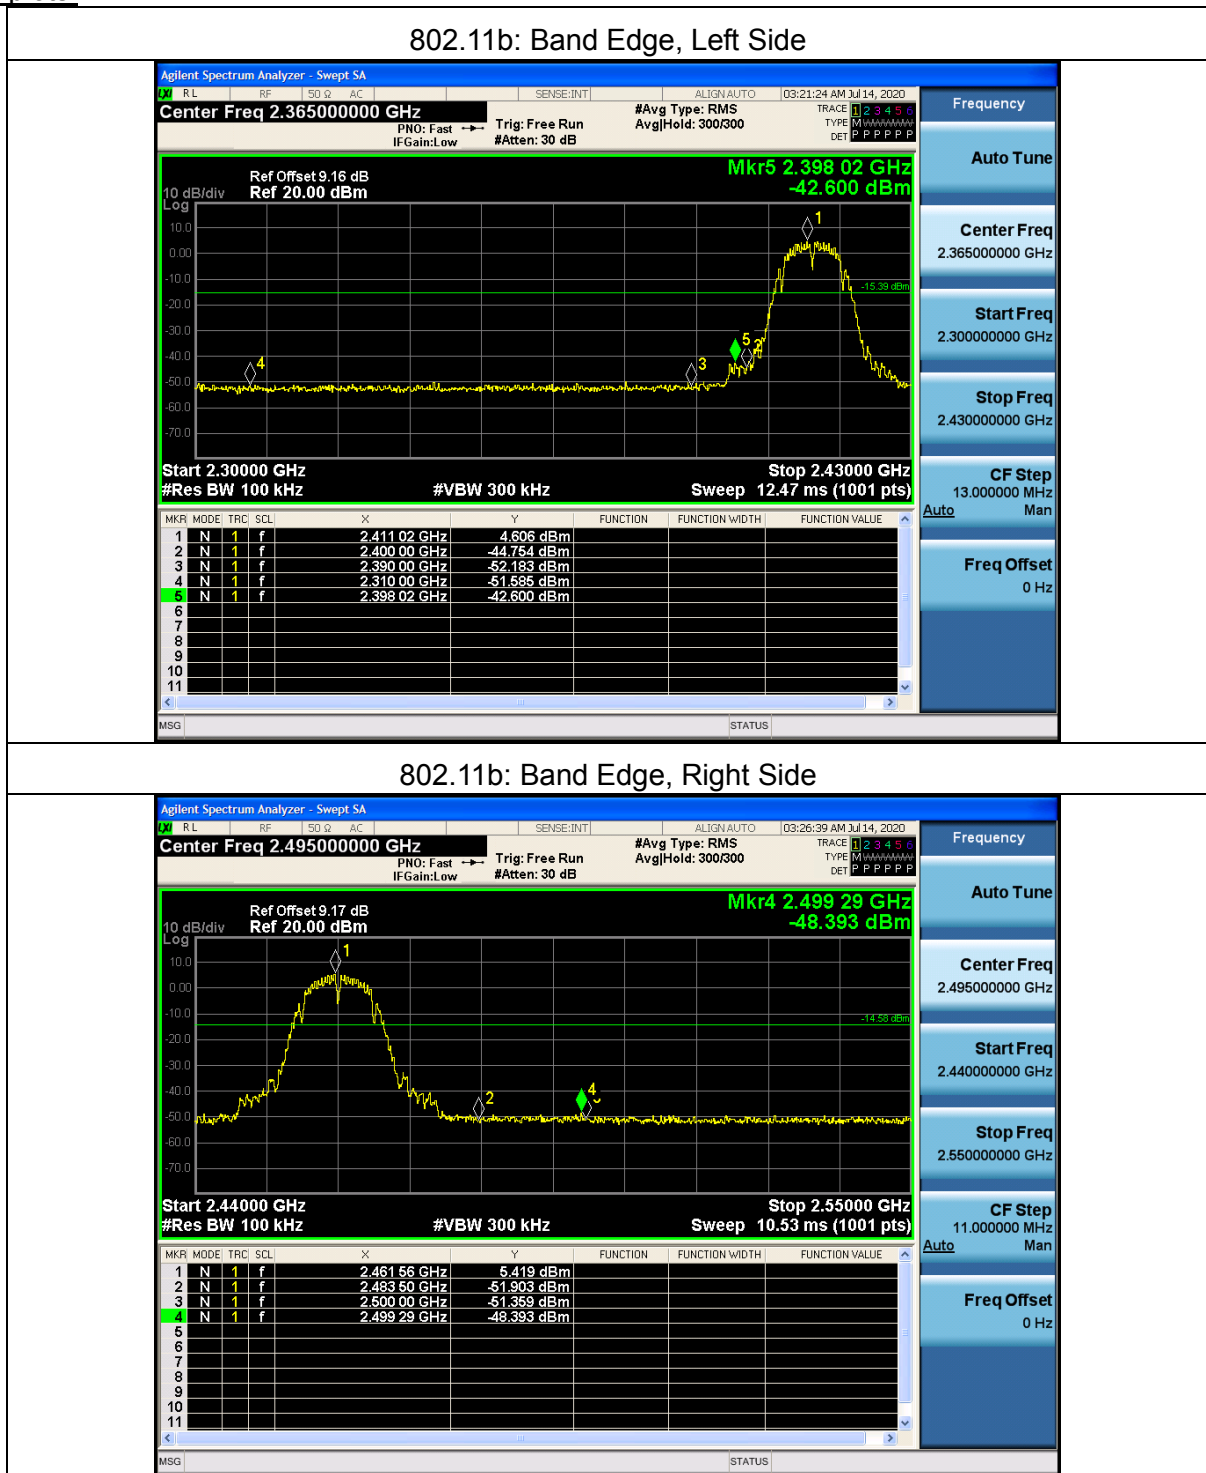 802.11b: Band Edge, Left Side
Agilent Spectrum Analyzer - Swept SA
LXI RL RF 50 Ω AC SENSE:INT ALIGN AUTO 03:21:24 AM Jul 14, 2020
Center Freq 2.365000000 GHz #Avg Type: RMS TRACE 1 2 3 4 5 6
PNO: Fast Trig: Free Run Avg|Hold: 300/300 TYPE M
IFGain:Low #Atten: 30 dB DET P P P P P P
Mkr5 2.398 02 GHz
-42.600 dBm
Ref Offset 9.16 dB
10 dB/div Ref 20.00 dBm
Log
10.0
0.00
-10.0
-20.0
-30.0
-40.0
-50.0
-60.0
-70.0
-15.39 dBm
1
5 2
3
4
Start 2.30000 GHz Stop 2.43000 GHz
#Res BW 100 kHz #VBW 300 kHz Sweep 12.47 ms (1001 pts)
MKR MODE TRC SCL X Y FUNCTION FUNCTION WIDTH FUNCTION VALUE
1 N 1 f 2.411 02 GHz 4.606 dBm
2 N 1 f 2.400 00 GHz -44.754 dBm
3 N 1 f 2.390 00 GHz -52.183 dBm
4 N 1 f 2.310 00 GHz -51.585 dBm
5 N 1 f 2.398 02 GHz -42.600 dBm
6
7
8
9
10
11
MSG STATUS
Frequency
Auto Tune
Center Freq
2.365000000 GHz
Start Freq
2.300000000 GHz
Stop Freq
2.430000000 GHz
CF Step
13.000000 MHz
Auto Man
Freq Offset
0 Hz
802.11b: Band Edge, Right Side
Agilent Spectrum Analyzer - Swept SA
LXI RL RF 50 Ω AC SENSE:INT ALIGN AUTO 03:26:39 AM Jul 14, 2020
Center Freq 2.495000000 GHz #Avg Type: RMS TRACE 1 2 3 4 5 6
PNO: Fast Trig: Free Run Avg|Hold: 300/300 TYPE M
IFGain:Low #Atten: 30 dB DET P P P P P P
Mkr4 2.499 29 GHz
-48.393 dBm
Ref Offset 9.17 dB
10 dB/div Ref 20.00 dBm
Log
10.0
0.00
-10.0
-20.0
-30.0
-40.0
-50.0
-60.0
-70.0
-14.58 dBm
1
2
4
Start 2.44000 GHz Stop 2.55000 GHz
#Res BW 100 kHz #VBW 300 kHz Sweep 10.53 ms (1001 pts)
MKR MODE TRC SCL X Y FUNCTION FUNCTION WIDTH FUNCTION VALUE
1 N 1 f 2.461 56 GHz 5.419 dBm
2 N 1 f 2.483 50 GHz -51.903 dBm
3 N 1 f 2.500 00 GHz -51.359 dBm
4 N 1 f 2.499 29 GHz -48.393 dBm
5
6
7
8
9
10
11
MSG STATUS
Frequency
Auto Tune
Center Freq
2.495000000 GHz
Start Freq
2.440000000 GHz
Stop Freq
2.550000000 GHz
CF Step
11.000000 MHz
Auto Man
Freq Offset
0 Hz